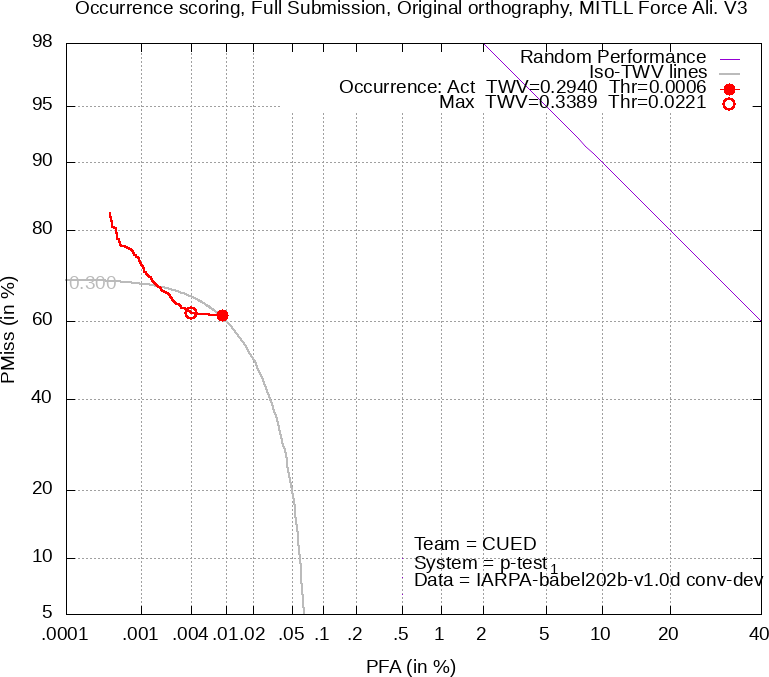 Occurrence scoring, Full Submission, Original orthography, MITLL Force Ali. V3
98
95
90
80
60
40
20
10
5
PMiss (in %)
Random Performance
Iso-TWV lines
Occurrence: Act TWV=0.2940 Thr=0.0006
Max TWV=0.3389 Thr=0.0221
0.300
Team = CUED
System = p-test1
Data = IARPA-babel202b-v1.0d conv-dev
.0001 .001 .004 .01 .02 .05 .1 .2 .5 1 2 5 10 20 40
PFA (in %)